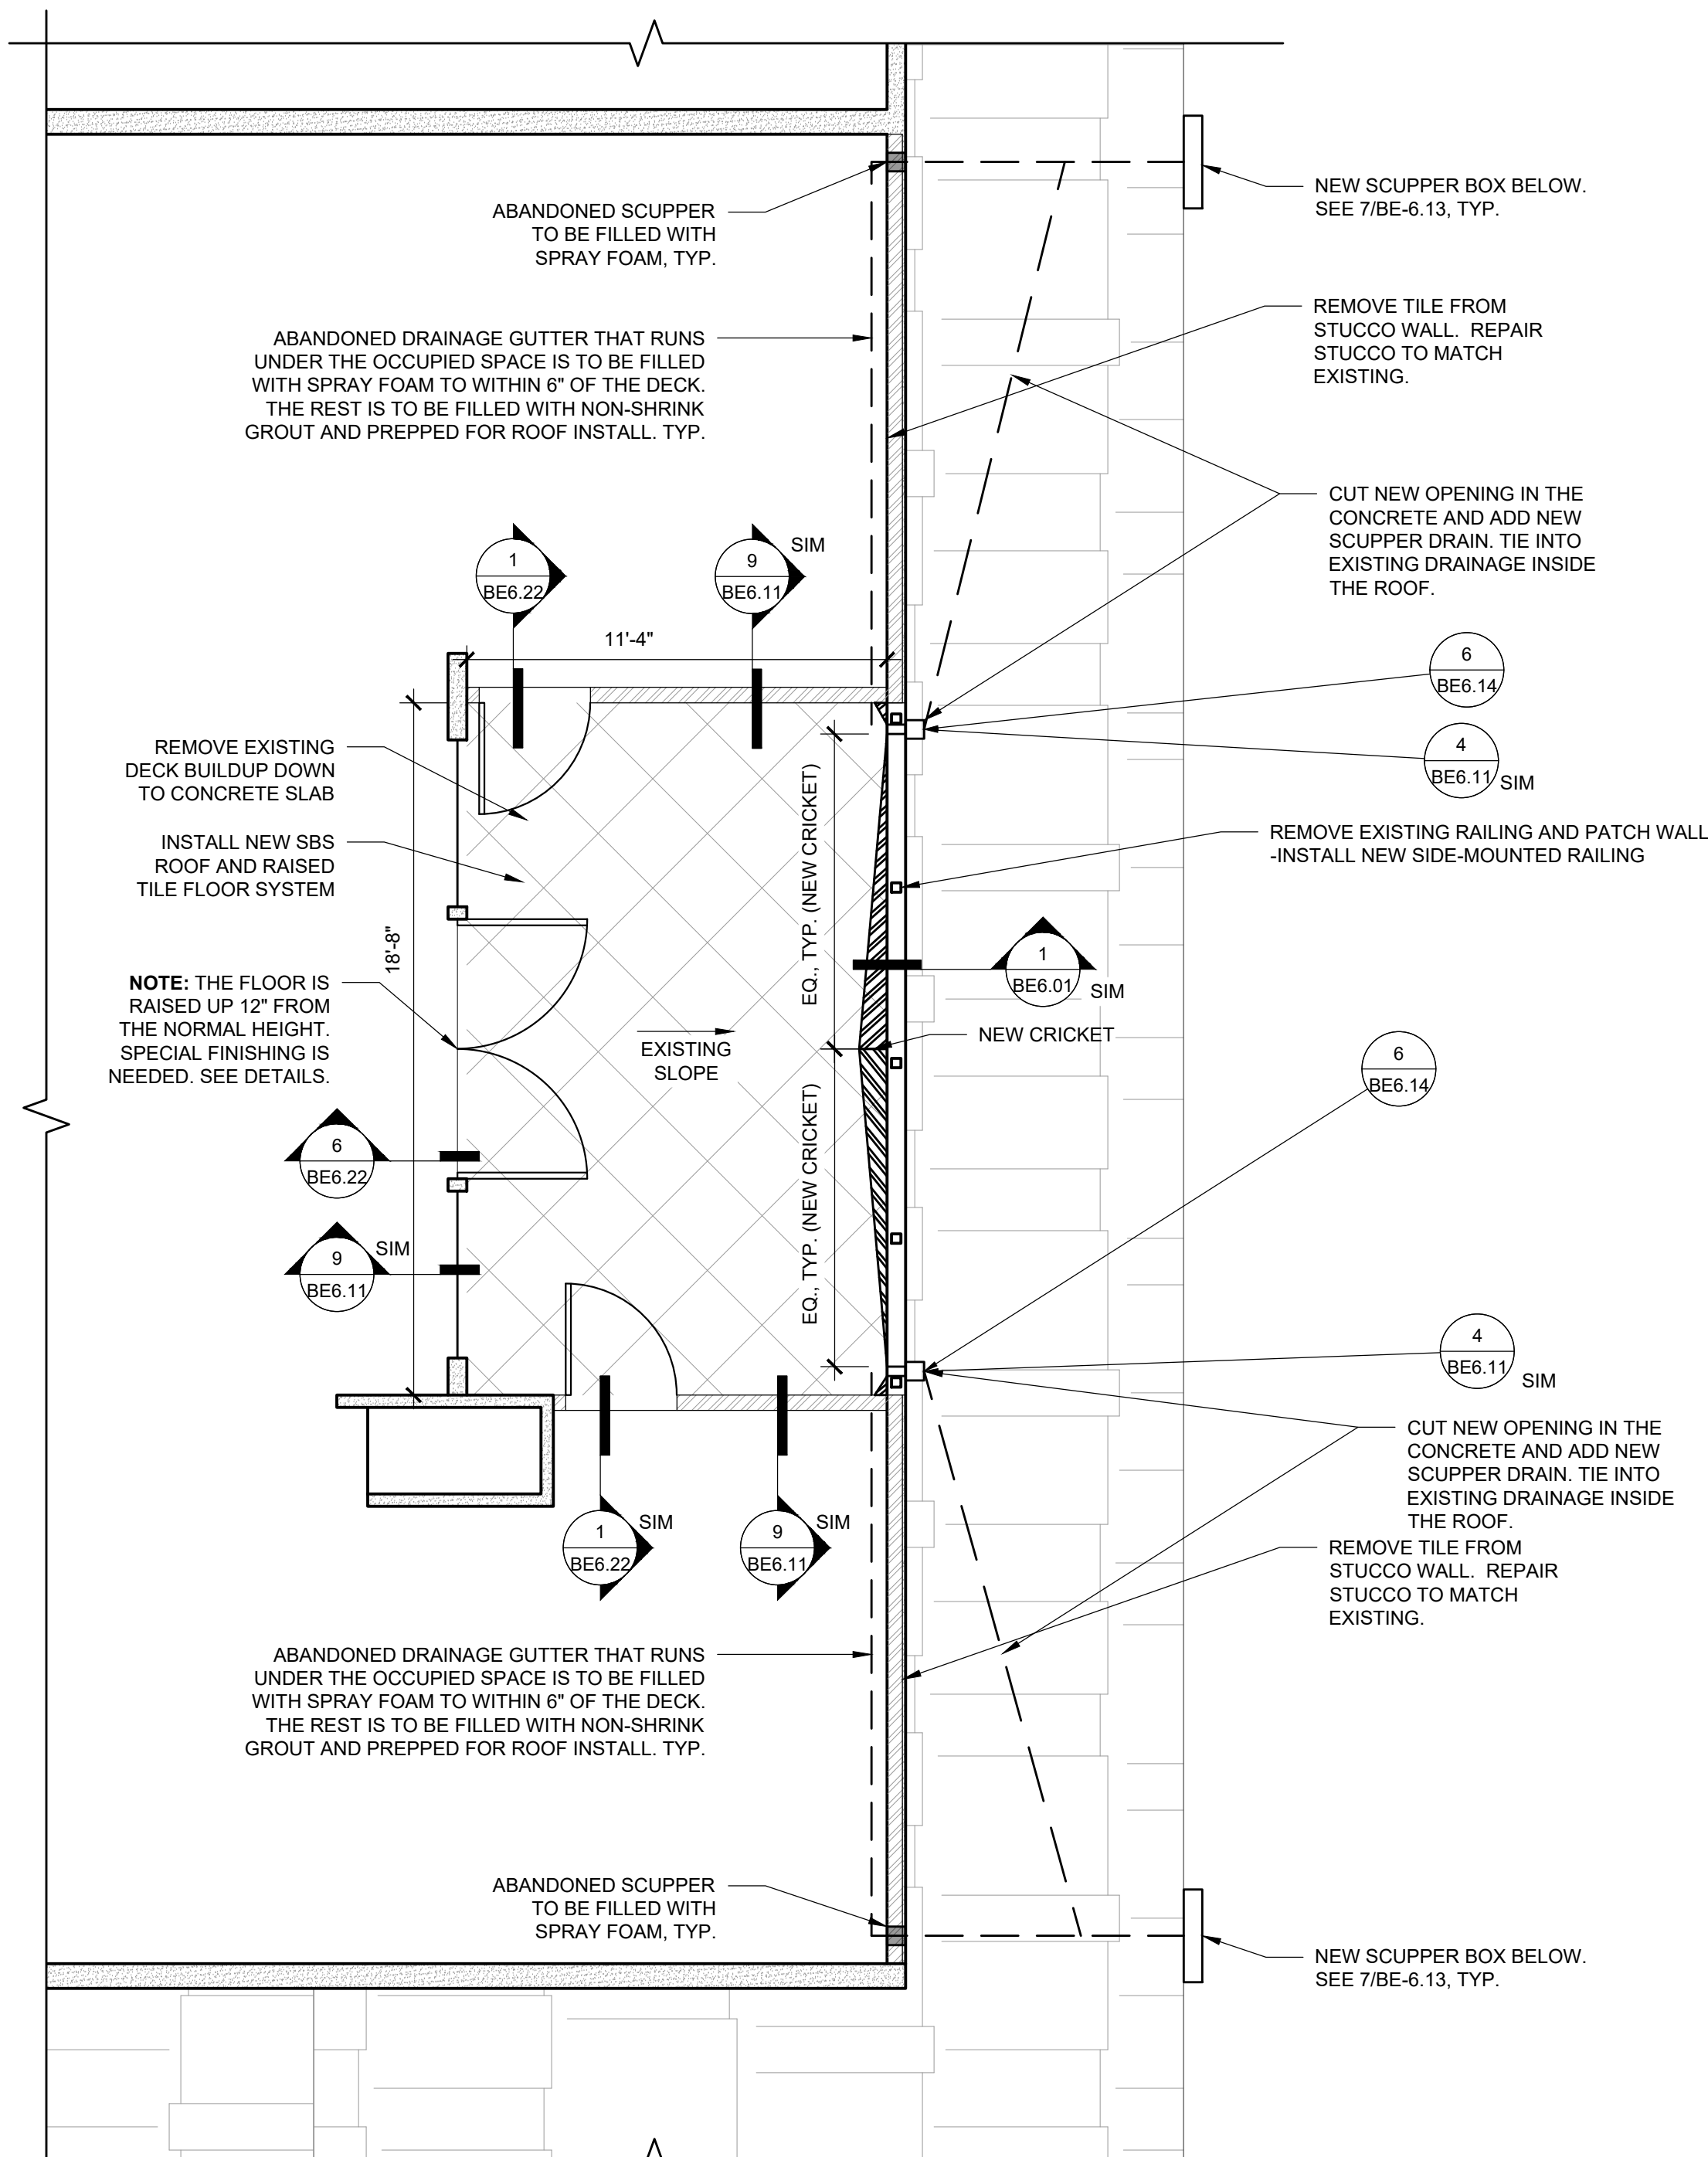 NEW SCUPPER BOX BELOW.
SEE 7/BE-6.13, TYP.
ABANDONED SCUPPER
TO BE FILLED WITH
SPRAY FOAM, TYP.
REMOVE TILE FROM
STUCCO WALL. REPAIR
STUCCO TO MATCH
EXISTING.
ABANDONED DRAINAGE GUTTER THAT RUNS
UNDER THE OCCUPIED SPACE IS TO BE FILLED
WITH SPRAY FOAM TO WITHIN 6" OF THE DECK.
THE REST IS TO BE FILLED WITH NON-SHRINK
GROUT AND PREPPED FOR ROOF INSTALL. TYP.
CUT NEW OPENING IN THE
CONCRETE AND ADD NEW
SCUPPER DRAIN. TIE INTO
EXISTING DRAINAGE INSIDE
THE ROOF.
1
BE6.22
9
BE6.11
SIM
11'-4"
6
BE6.14
4
BE6.11
SIM
REMOVE EXISTING
DECK BUILDUP DOWN
TO CONCRETE SLAB
INSTALL NEW SBS
ROOF AND RAISED
TILE FLOOR SYSTEM
EQ., TYP. (NEW CRICKET)
REMOVE EXISTING RAILING AND PATCH WALL
-INSTALL NEW SIDE-MOUNTED RAILING
18'-8"
1
BE6.01
SIM
NOTE: THE FLOOR IS
RAISED UP 12" FROM
THE NORMAL HEIGHT.
SPECIAL FINISHING IS
NEEDED. SEE DETAILS.
EXISTING
SLOPE
NEW CRICKET
6
BE6.14
EQ., TYP. (NEW CRICKET)
6
BE6.22
9
BE6.11
SIM
4
BE6.11
SIM
CUT NEW OPENING IN THE
CONCRETE AND ADD NEW
SCUPPER DRAIN. TIE INTO
EXISTING DRAINAGE INSIDE
THE ROOF.
1
BE6.22
SIM
9
BE6.11
SIM
REMOVE TILE FROM
STUCCO WALL. REPAIR
STUCCO TO MATCH
EXISTING.
ABANDONED DRAINAGE GUTTER THAT RUNS
UNDER THE OCCUPIED SPACE IS TO BE FILLED
WITH SPRAY FOAM TO WITHIN 6" OF THE DECK.
THE REST IS TO BE FILLED WITH NON-SHRINK
GROUT AND PREPPED FOR ROOF INSTALL. TYP.
ABANDONED SCUPPER
TO BE FILLED WITH
SPRAY FOAM, TYP.
NEW SCUPPER BOX BELOW.
SEE 7/BE-6.13, TYP.